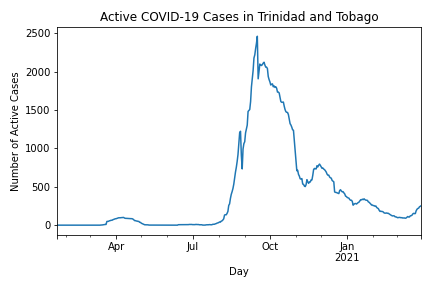 Active COVID-19 Cases in Trinidad and Tobago
Number of Active Cases
2500
2000
1500
1000
500
0
Apr
Jul
Oct
Jan
2021
Day